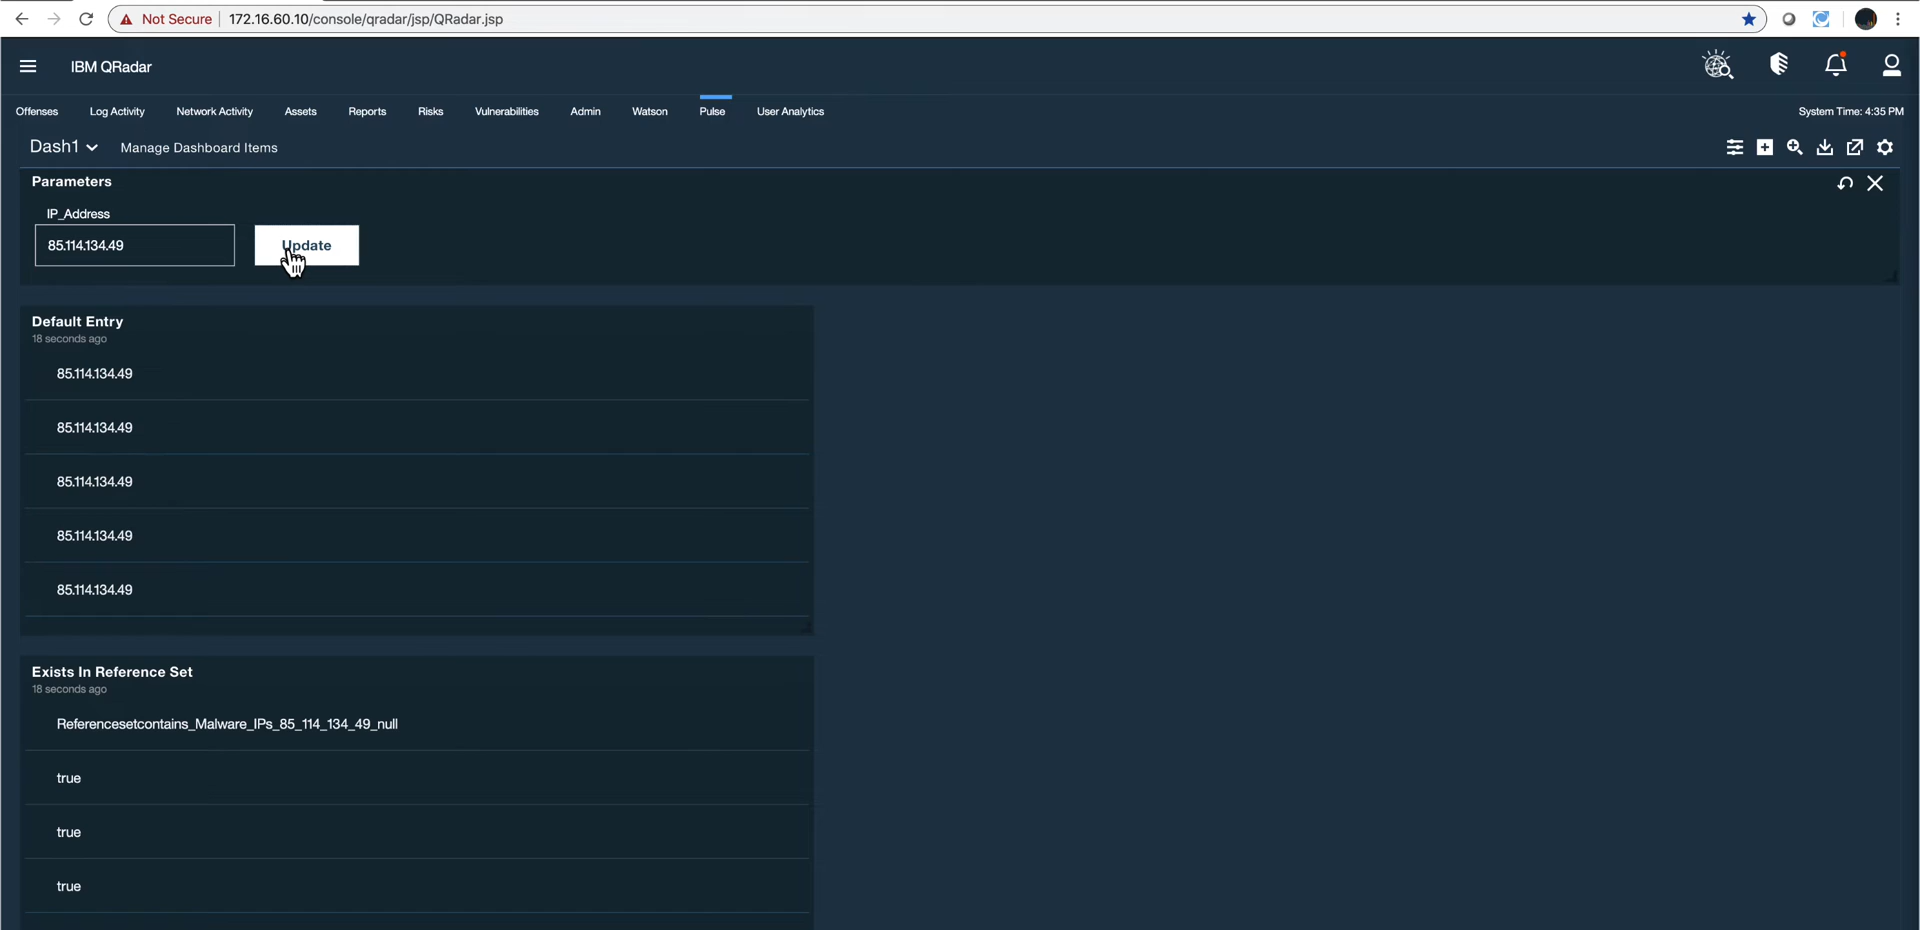 Not Secure 172.16.60.10/console/qradar/jsp/QRadar.jsp
IBM QRadar
Offenses Log Activity Network Activity Assets Reports Risks Vulnerabilities Admin Watson Pulse User Analytics System Time: 4:35 PM
Dash1 Manage Dashboard Items
Parameters
IP_Address
85.114.134.49 Update
Default Entry
18 seconds ago
85.114.134.49
85.114.134.49
85.114.134.49
85.114.134.49
85.114.134.49
Exists In Reference Set
18 seconds ago
Referencesetcontains_Malware_IPs_85_114_134_49_null
true
true
true